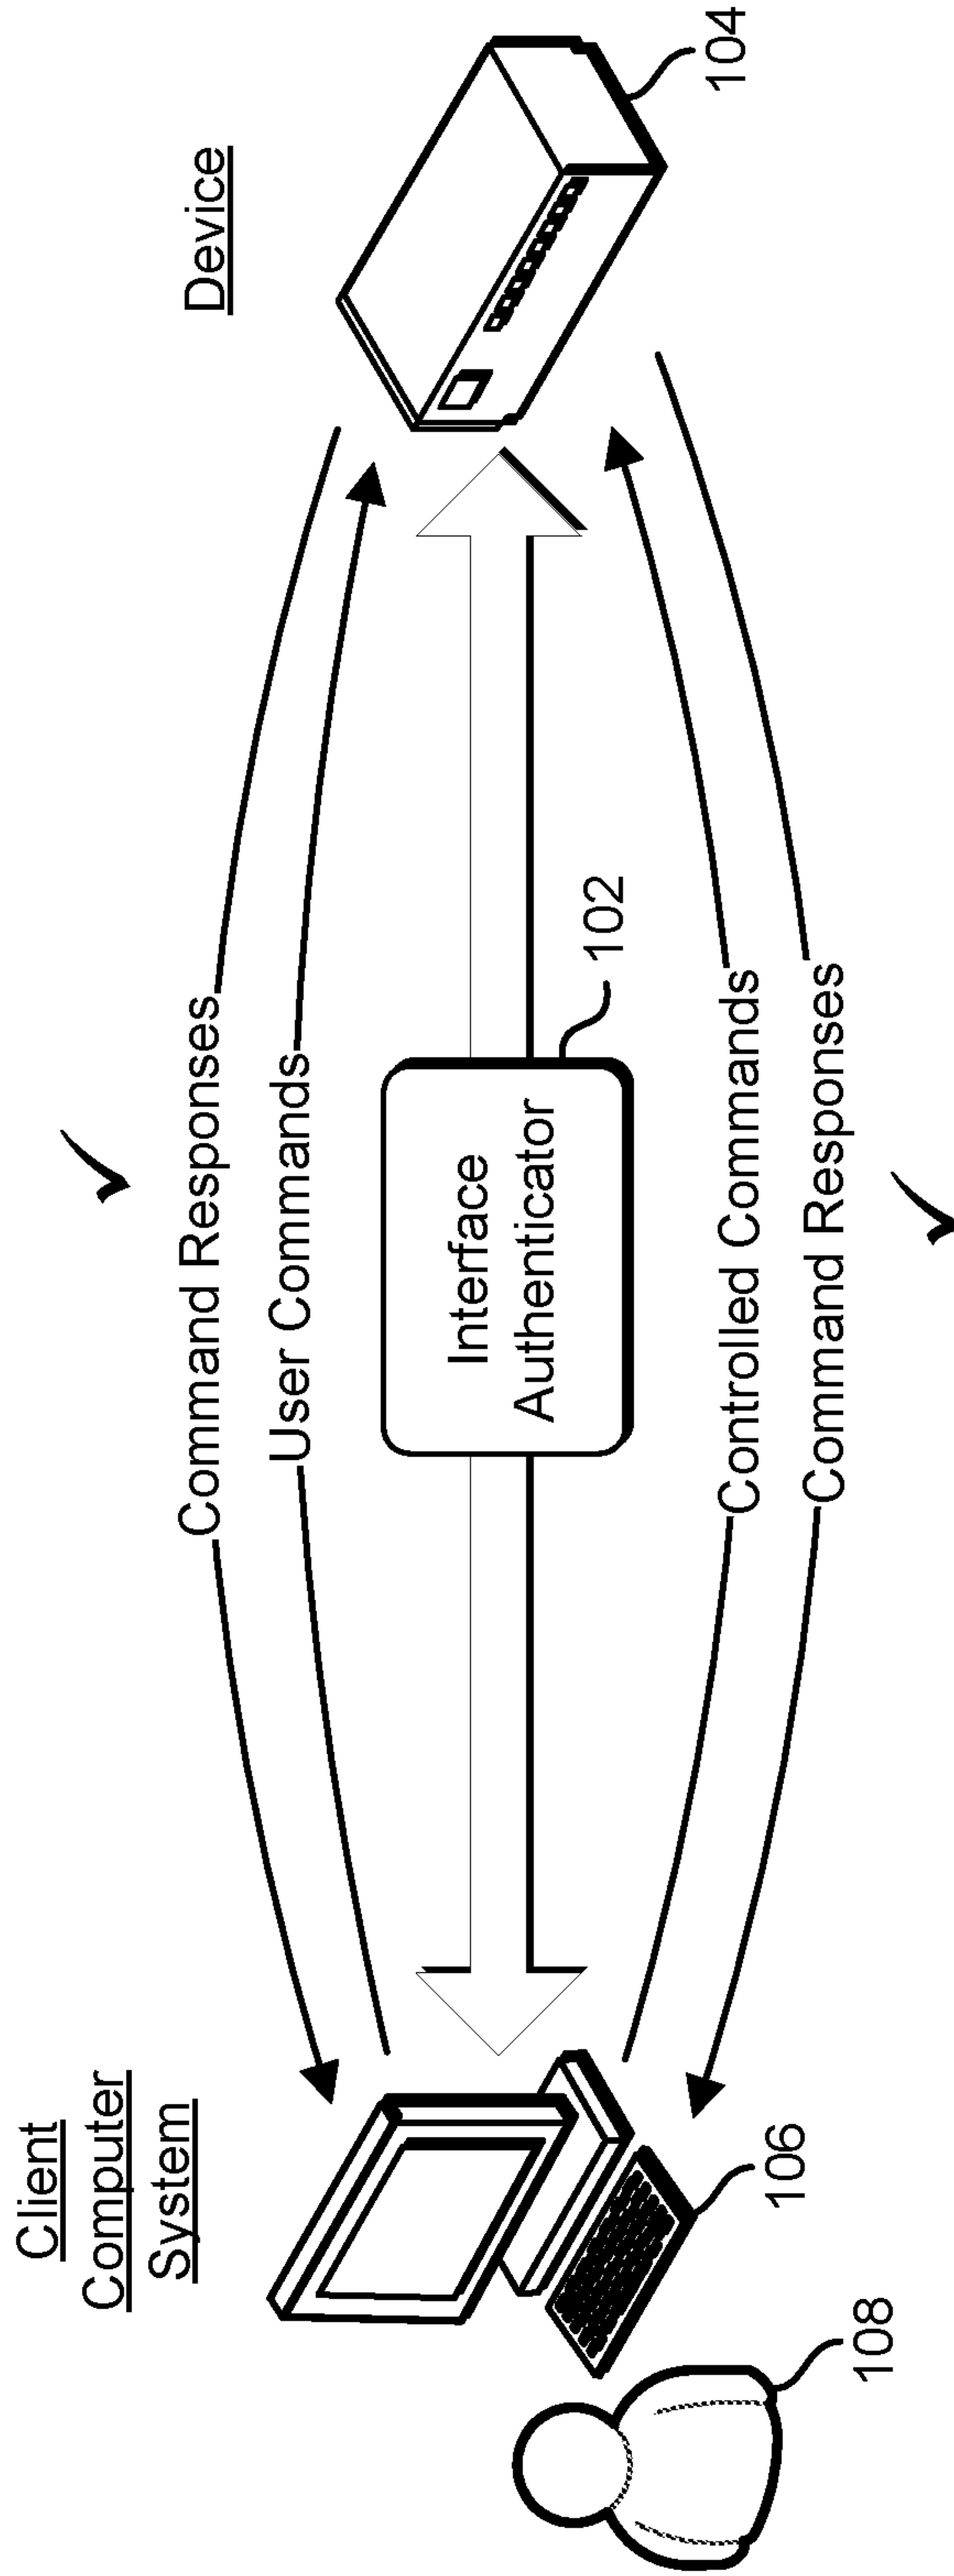 Client
Computer
System
Device
Command Responses
User Commands
Interface
Authenticator
102
Controlled Commands
Command Responses
104
106
108